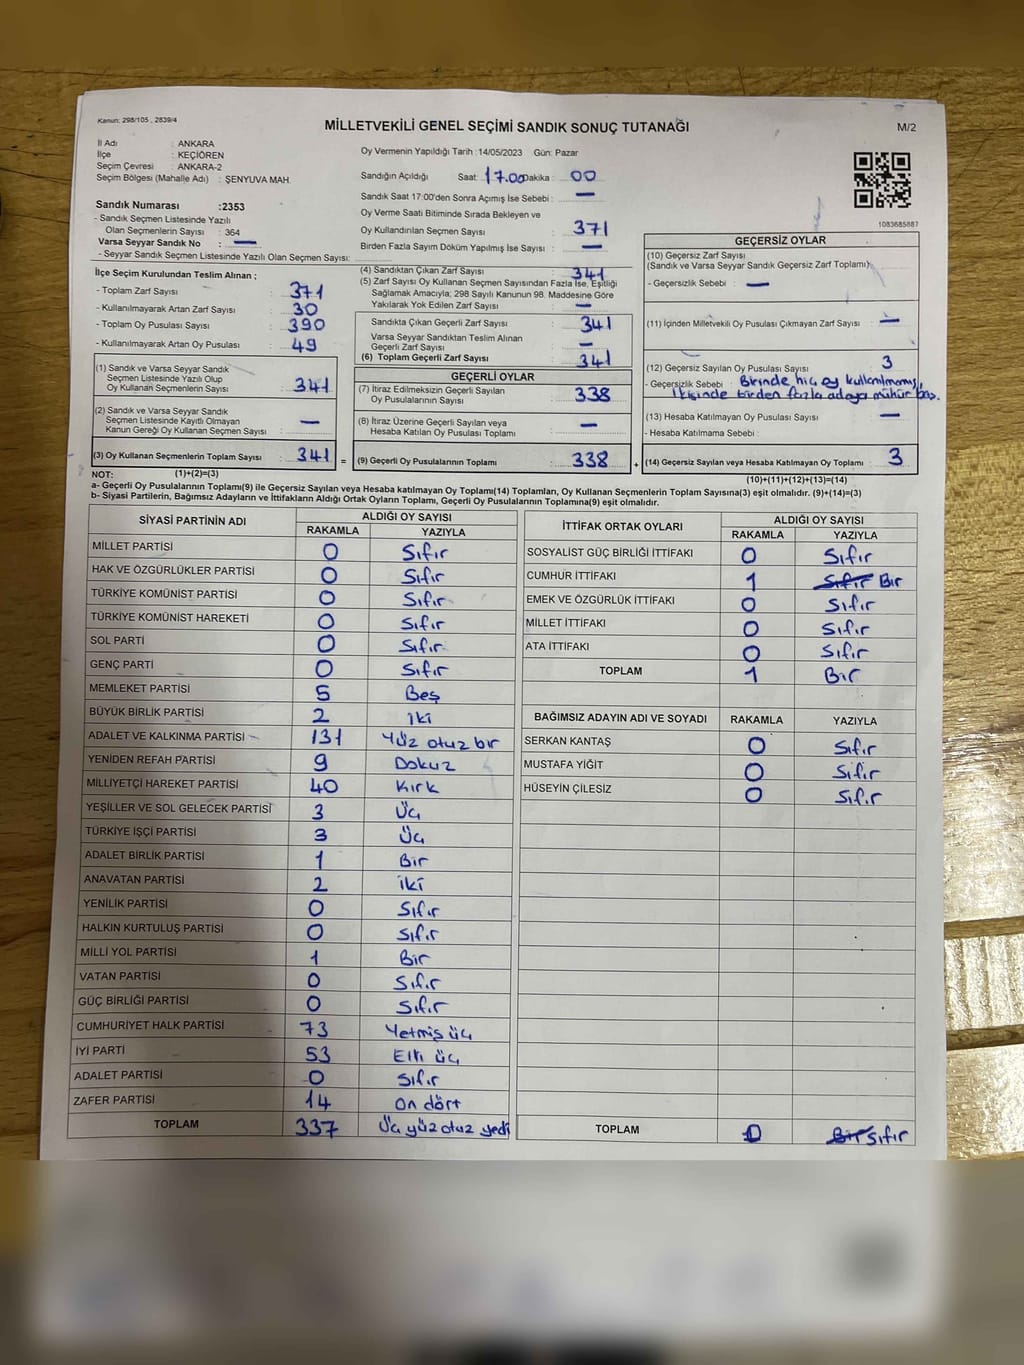 Kanun: 298/105 , 2839/4
MİLLETVEKİLİ GENEL SEÇİMİ SANDIK SONUÇ TUTANAĞI
M/2
İl Adı : ANKARA
İlçe : KEÇİÖREN
Seçim Çevresi : ANKARA-2
Seçim Bölgesi (Mahalle Adı) : ŞENYUVA MAH.
Sandık Numarası :2353
- Sandık Seçmen Listesinde Yazılı
Olan Seçmenlerin Sayısı : 364
Varsa Seyyar Sandık No : —
- Seyyar Sandık Seçmen Listesinde Yazılı Olan Seçmen Sayısı:
Oy Vermenin Yapıldığı Tarih :14/05/2023 Gün: Pazar
Sandığın Açıldığı Saat: 17.00 Dakika : 00
Sandık Saat 17:00'den Sonra Açımış İse Sebebi : —
Oy Verme Saati Bitiminde Sırada Bekleyen ve
Oy Kullandırılan Seçmen Sayısı : 371
Birden Fazla Sayım Döküm Yapılmış İse Sayısı : —
1083685887
İlçe Seçim Kurulundan Teslim Alınan ;
- Toplam Zarf Sayısı : 371
- Kullanılmayarak Artan Zarf Sayısı : 30
- Toplam Oy Pusulası Sayısı : 390
- Kullanılmayarak Artan Oy Pusulası : 49
(1) Sandık ve Varsa Seyyar Sandık
Seçmen Listesinde Yazılı Olup
Oy Kullanan Seçmenlerin Sayısı : 341
(2) Sandık ve Varsa Seyyar Sandık
Seçmen Listesinde Kayıtlı Olmayan
Kanun Gereği Oy Kullanan Seçmen Sayısı : —
(3) Oy Kullanan Seçmenlerin Toplam Sayısı : 341 =
(4) Sandıktan Çıkan Zarf Sayısı : 341
(5) Zarf Sayısı Oy Kullanan Seçmen Sayısından Fazla İse, Eşitliği
Sağlamak Amacıyla; 298 Sayılı Kanunun 98. Maddesine Göre
Yakılarak Yok Edilen Zarf Sayısı : —
Sandıkta Çıkan Geçerli Zarf Sayısı : 341
Varsa Seyyar Sandıktan Teslim Alınan
Geçerli Zarf Sayısı : —
(6) Toplam Geçerli Zarf Sayısı : 341
GEÇERLİ OYLAR
(7) İtiraz Edilmeksizin Geçerli Sayılan
Oy Pusulalarının Sayısı : 338
(8) İtiraz Üzerine Geçerli Sayılan veya
Hesaba Katılan Oy Pusulası Toplamı : —
(9) Geçerli Oy Pusulalarının Toplamı : 338 +
GEÇERSİZ OYLAR
(10) Geçersiz Zarf Sayısı
(Sandık ve Varsa Seyyar Sandık Geçersiz Zarf Toplamı):
- Geçersizlik Sebebi : —
(11) İçinden Milletvekili Oy Pusulası Çıkmayan Zarf Sayısı : —
(12) Geçersiz Sayılan Oy Pusulası Sayısı : 3
- Geçersizlik Sebebi : Birinde hiç oy kullanılmamış,
ikisinde birden fazla adaya mühür bas.
(13) Hesaba Katılmayan Oy Pusulası Sayısı : —
- Hesaba Katılmama Sebebi :
(14) Geçersiz Sayılan veya Hesaba Katılmayan Oy Toplamı : 3
NOT: (1)+(2)=(3)
(10)+(11)+(12)+(13)=(14)
a- Geçerli Oy Pusulalarının Toplamı(9) ile Geçersiz Sayılan veya Hesaba katılmayan Oy Toplamı(14) Toplamları, Oy Kullanan Seçmenlerin Toplam Sayısına(3) eşit olmalıdır. (9)+(14)=(3)
b- Siyasi Partilerin, Bağımsız Adayların ve İttifakların Aldığı Ortak Oyların Toplamı, Geçerli Oy Pusulalarının Toplamına(9) eşit olmalıdır.
SİYASİ PARTİNİN ADI ALDIĞI OY SAYISI
RAKAMLA YAZIYLA
MİLLET PARTİSİ 0 Sıfır
HAK VE ÖZGÜRLÜKLER PARTİSİ 0 Sıfır
TÜRKİYE KOMÜNİST PARTİSİ 0 Sıfır
TÜRKİYE KOMÜNİST HAREKETİ 0 Sıfır
SOL PARTİ 0 Sıfır
GENÇ PARTİ 0 Sıfır
MEMLEKET PARTİSİ 5 Beş
BÜYÜK BİRLİK PARTİSİ 2 İki
ADALET VE KALKINMA PARTİSİ 131 Yüz otuz bir
YENİDEN REFAH PARTİSİ 9 Dokuz
MİLLİYETÇİ HAREKET PARTİSİ 40 Kırk
YEŞİLLER VE SOL GELECEK PARTİSİ 3 Üç
TÜRKİYE İŞÇİ PARTİSİ 3 Üç
ADALET BİRLİK PARTİSİ 1 Bir
ANAVATAN PARTİSİ 2 iki
YENİLİK PARTİSİ 0 Sıfır
HALKIN KURTULUŞ PARTİSİ 0 Sıfır
MİLLİ YOL PARTİSİ 1 Bir
VATAN PARTİSİ 0 Sıfır
GÜÇ BİRLİĞİ PARTİSİ 0 Sıfır
CUMHURİYET HALK PARTİSİ 73 Yetmiş üç
İYİ PARTİ 53 Elli üç
ADALET PARTİSİ 0 Sıfır
ZAFER PARTİSİ 14 On dört
TOPLAM 337 Üç yüz otuz yedi
İTTİFAK ORTAK OYLARI ALDIĞI OY SAYISI
RAKAMLA YAZIYLA
SOSYALİST GÜÇ BİRLİĞİ İTTİFAKI 0 Sıfır
CUMHUR İTTİFAKI 1 Sıfır Bir
EMEK VE ÖZGÜRLÜK İTTİFAKI 0 Sıfır
MİLLET İTTİFAKI 0 Sıfır
ATA İTTİFAKI 0 Sıfır
TOPLAM 1 Bir
BAĞIMSIZ ADAYIN ADI VE SOYADI RAKAMLA YAZIYLA
SERKAN KANTAŞ 0 Sıfır
MUSTAFA YİĞİT 0 Sıfır
HÜSEYİN ÇİLESİZ 0 Sıfır
TOPLAM 0 Bir Sıfır